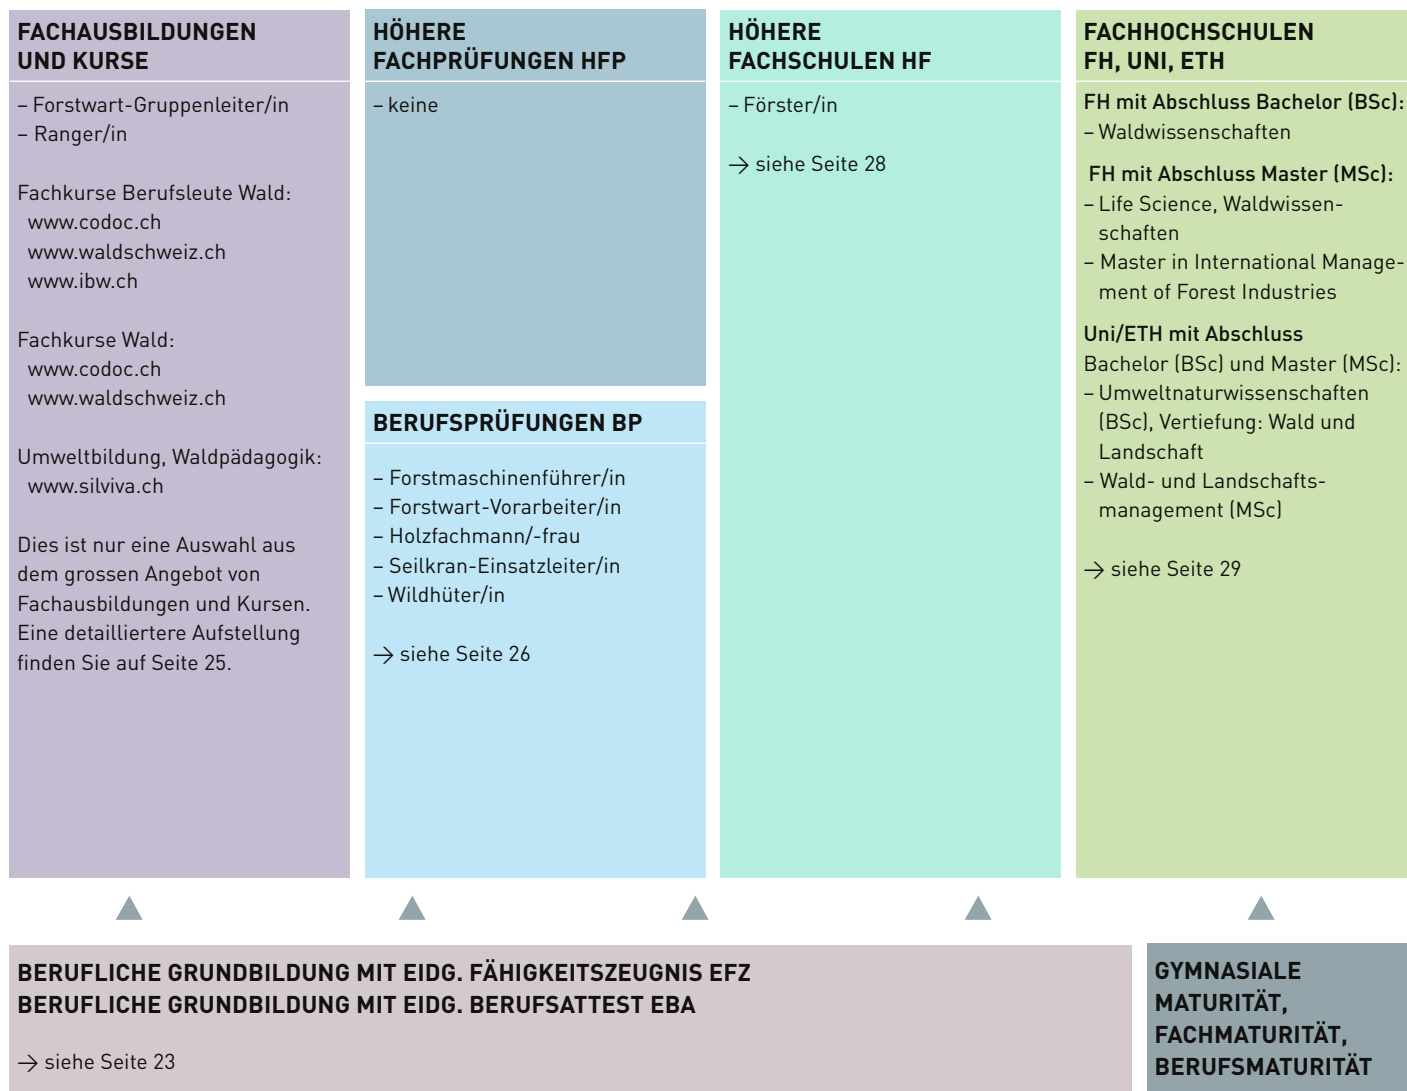 FACHAUSBILDUNGEN
UND KURSE
– Forstwart-Gruppenleiter/in
– Ranger/in
Fachkurse Berufsleute Wald:
www.codoc.ch
www.waldschweiz.ch
www.ibw.ch
Fachkurse Wald:
www.codoc.ch
www.waldschweiz.ch
Umweltbildung, Waldpädagogik:
www.silviva.ch
Dies ist nur eine Auswahl aus
dem grossen Angebot von
Fachausbildungen und Kursen.
Eine detailliertere Aufstellung
finden Sie auf Seite 25.
HÖHERE
FACHPRÜFUNGEN HFP
– keine
BERUFSPRÜFUNGEN BP
– Forstmaschinenführer/in
– Forstwart-Vorarbeiter/in
– Holzfachmann/-frau
– Seilkran-Einsatzleiter/in
– Wildhüter/in
→ siehe Seite 26
HÖHERE
FACHSCHULEN HF
– Förster/in
→ siehe Seite 28
FACHHOCHSCHULEN
FH, UNI, ETH
FH mit Abschluss Bachelor (BSc):
– Waldwissenschaften
FH mit Abschluss Master (MSc):
– Life Science, Waldwissen-
schaften
– Master in International Manage-
ment of Forest Industries
Uni/ETH mit Abschluss
Bachelor (BSc) und Master (MSc):
– Umweltnaturwissenschaften
(BSc), Vertiefung: Wald und
Landschaft
– Wald- und Landschafts-
management (MSc)
→ siehe Seite 29
BERUFLICHE GRUNDBILDUNG MIT EIDG. FÄHIGKEITSZEUGNIS EFZ
BERUFLICHE GRUNDBILDUNG MIT EIDG. BERUFSATTEST EBA
→ siehe Seite 23
GYMNASIALE
MATURITÄT,
FACHMATURITÄT,
BERUFSMATURITÄT